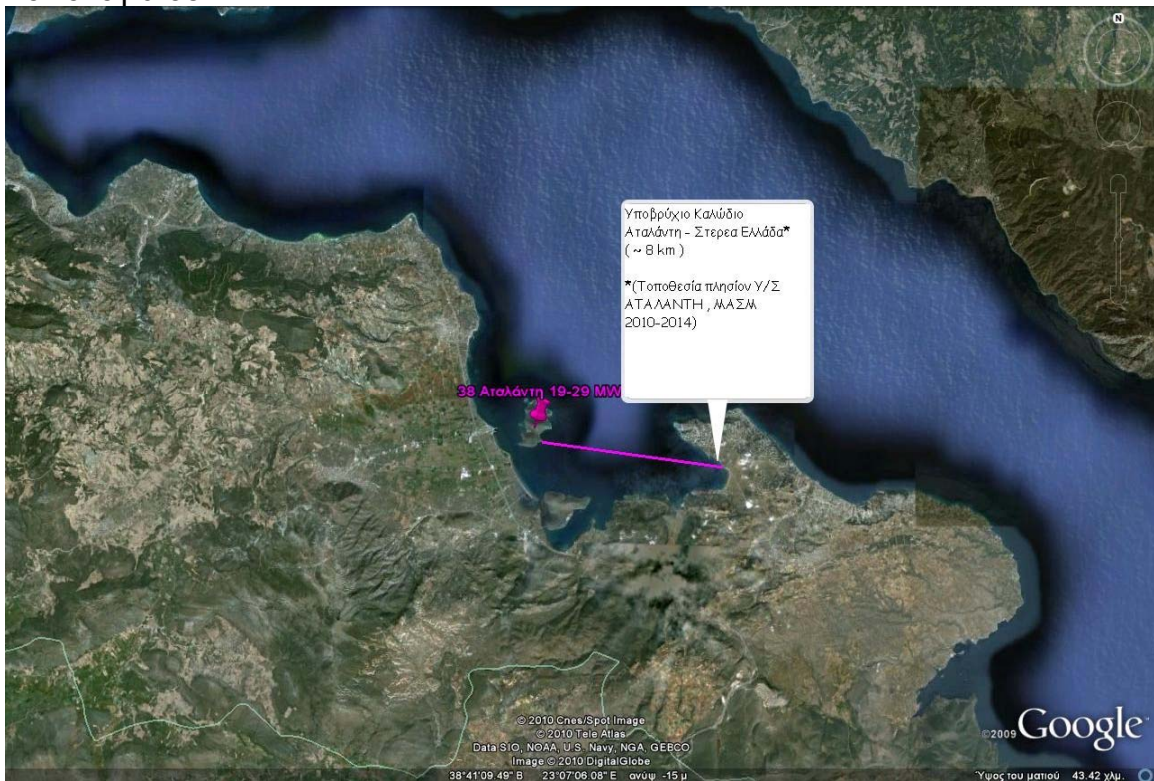 N
Υποβρύχιο Καλώδιο
Αταλάντη - Στερεα Ελλάδα*
( ~ 8 km )
*(Τοποθεσία πλησίον Υ/Σ
ΑΤΑΛΑΝΤΗ , ΜΑΣΜ
2010-2014)
38 Αταλάντη 19-29 MW
© 2010 Cnes/Spot Image
© 2010 Tele Atlas
Data SIO, NOAA, U.S. Navy, NGA, GEBCO
Image © 2010 DigitalGlobe
©2009 Google
38°41'09.49" Β 23°07'06.08" Ε ανύψ -15 μ
Ύψος του ματιού 43.42 χλμ.